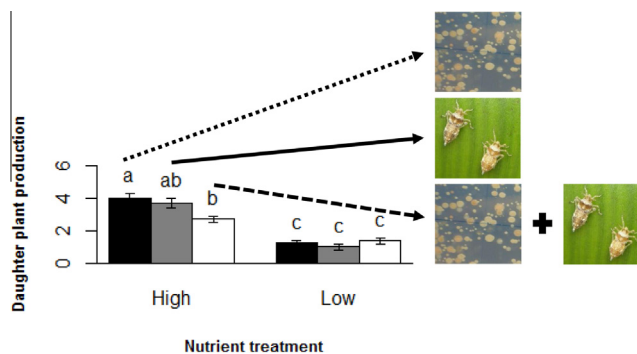 Daughter plant production
6
4
2
0
a
ab
b
c
c
c
High
Low
Nutrient treatment